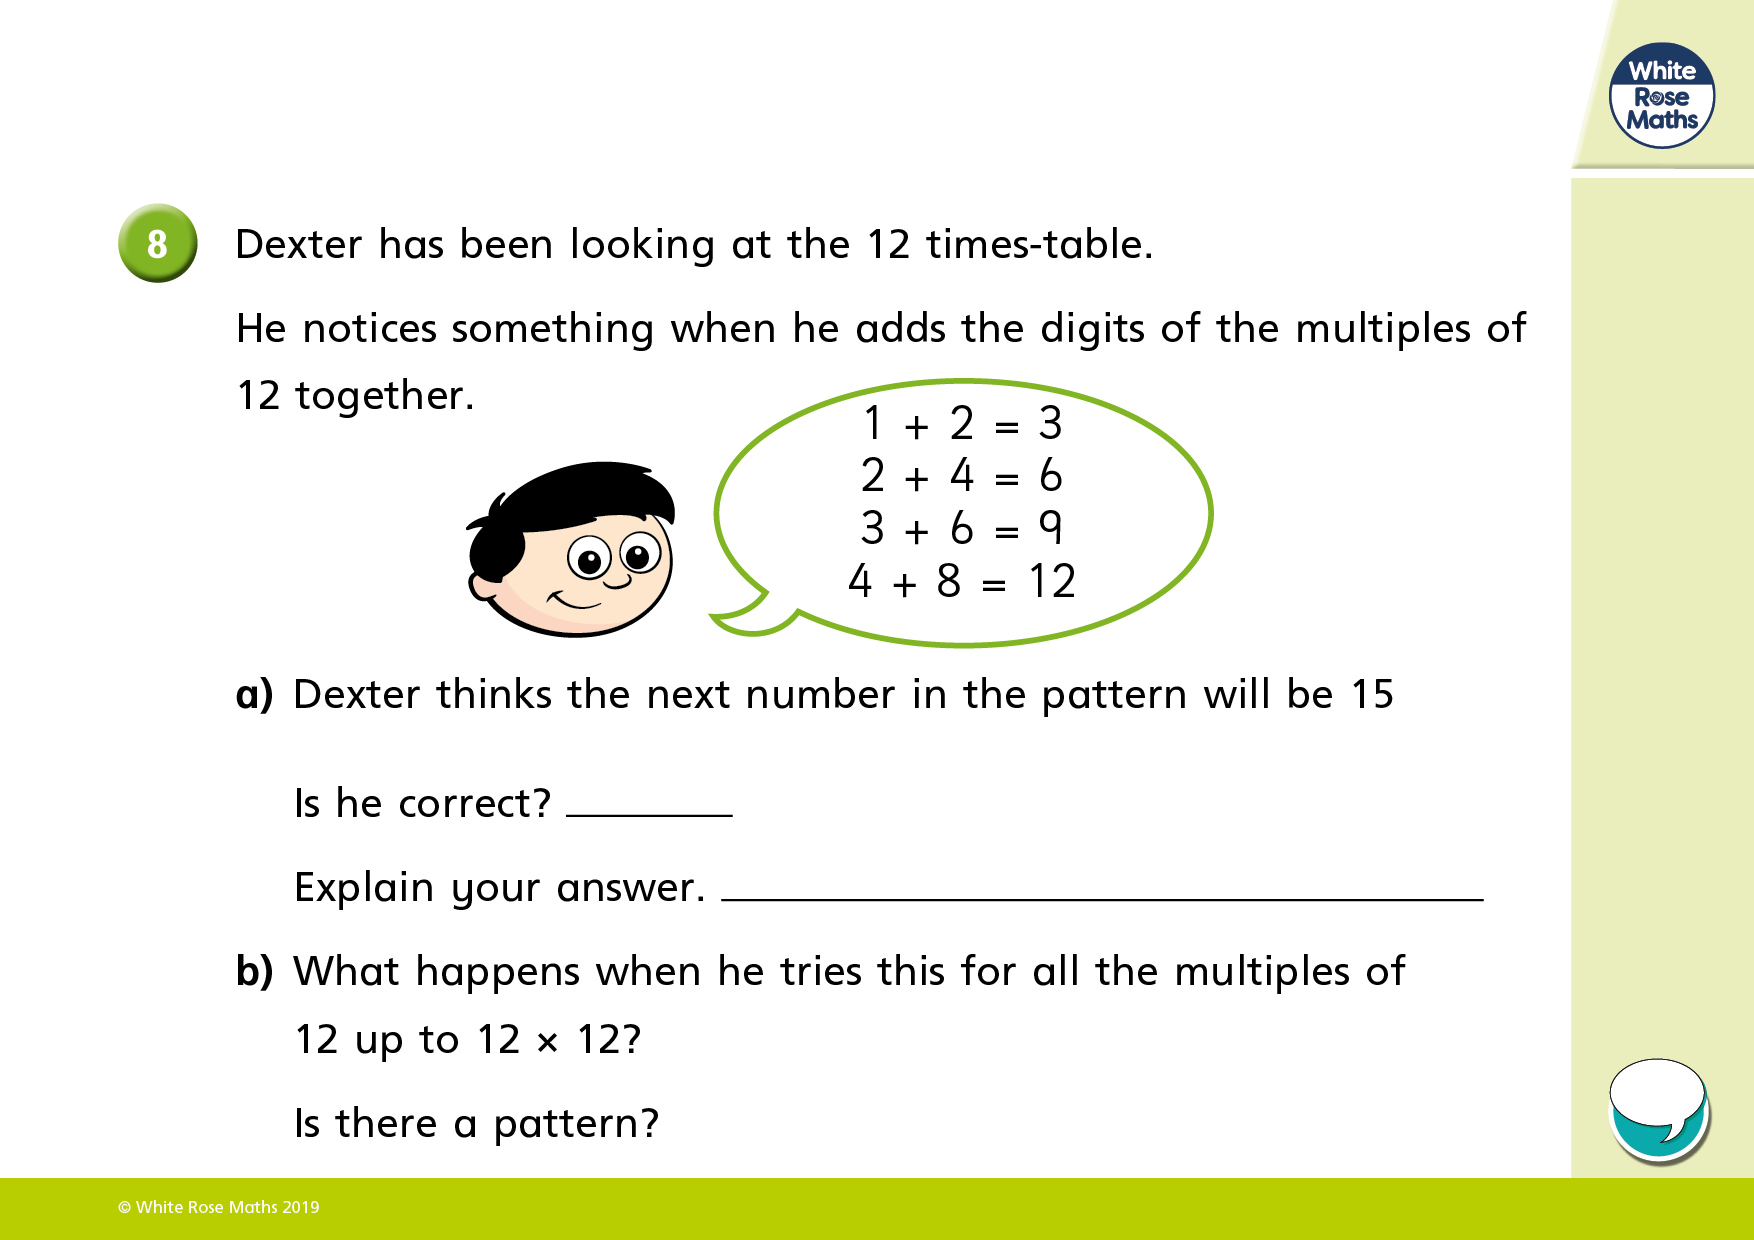 White
Rose
Maths
8 Dexter has been looking at the 12 times-table.
He notices something when he adds the digits of the multiples of
12 together.
1 + 2 = 3
2 + 4 = 6
3 + 6 = 9
4 + 8 = 12
a) Dexter thinks the next number in the pattern will be 15
Is he correct? ________
Explain your answer. ____________________________________
b) What happens when he tries this for all the multiples of
12 up to 12 × 12?
Is there a pattern?
© White Rose Maths 2019